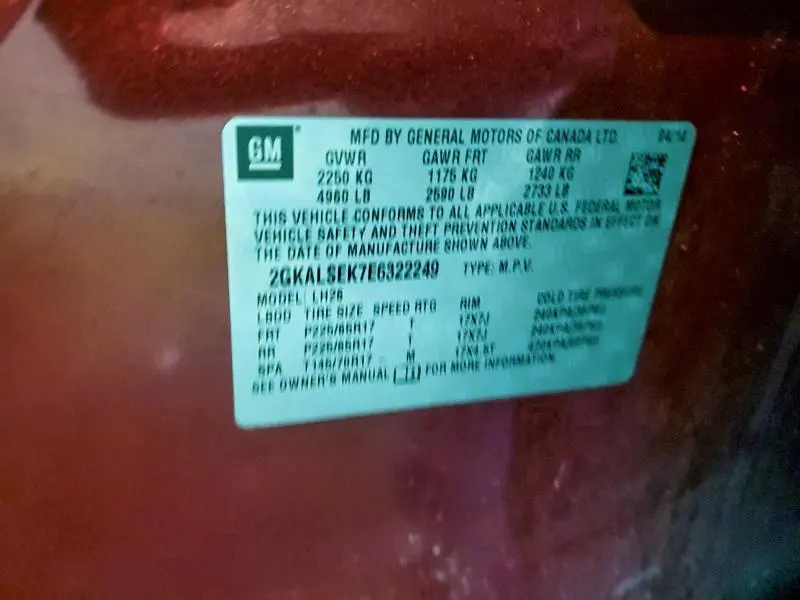 GM MFD BY GENERAL MOTORS OF CANADA LTD. 04/14
GVWR GAWR FRT GAWR RR
2250 KG 1175 KG 1240 KG
4960 LB 2590 LB 2733 LB
THIS VEHICLE CONFORMS TO ALL APPLICABLE U.S. FEDERAL MOTOR
VEHICLE SAFETY AND THEFT PREVENTION STANDARDS IN EFFECT ON
THE DATE OF MANUFACTURE SHOWN ABOVE.
2GKALSEK7E6322249 TYPE: M.P.V.
MODEL: LH26
LOAD TIRE SIZE SPEED RTG RIM COLD TIRE PRESSURE
FRT P225/65R17 T 17X7J
RR P225/65R17 T 17X7J
SPA T145/70R17 M
SEE OWNER'S MANUAL FOR MORE INFORMATION.